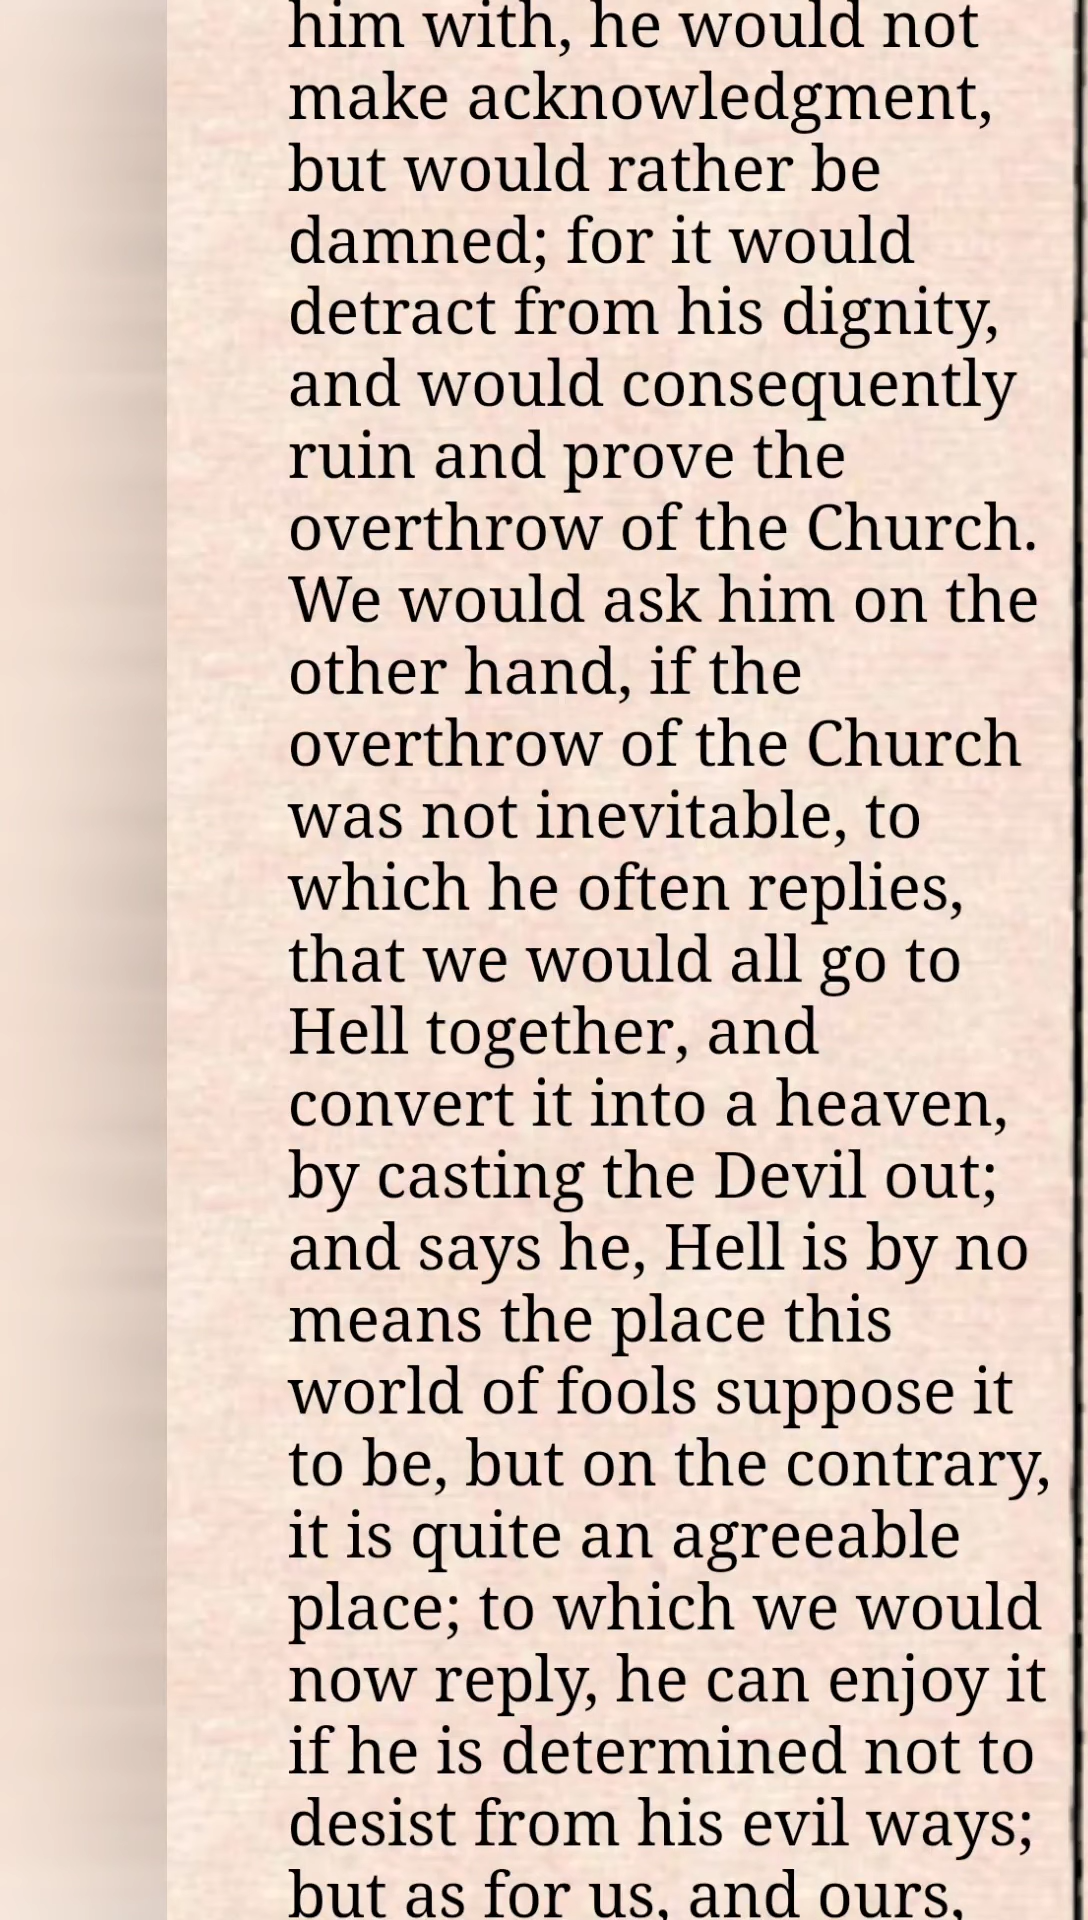 him with, he would not
make acknowledgment,
but would rather be
damned; for it would
detract from his dignity,
and would consequently
ruin and prove the
overthrow of the Church.
We would ask him on the
other hand, if the
overthrow of the Church
was not inevitable, to
which he often replies,
that we would all go to
Hell together, and
convert it into a heaven,
by casting the Devil out;
and says he, Hell is by no
means the place this
world of fools suppose it
to be, but on the contrary,
it is quite an agreeable
place; to which we would
now reply, he can enjoy it
if he is determined not to
desist from his evil ways;
but as for us, and ours,